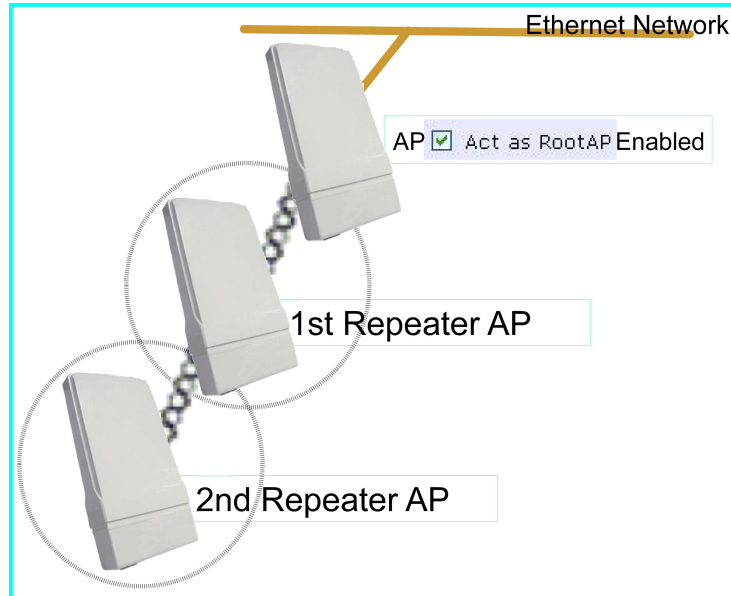 Ethernet Network
AP Act as RootAP Enabled
1st Repeater AP
2nd Repeater AP